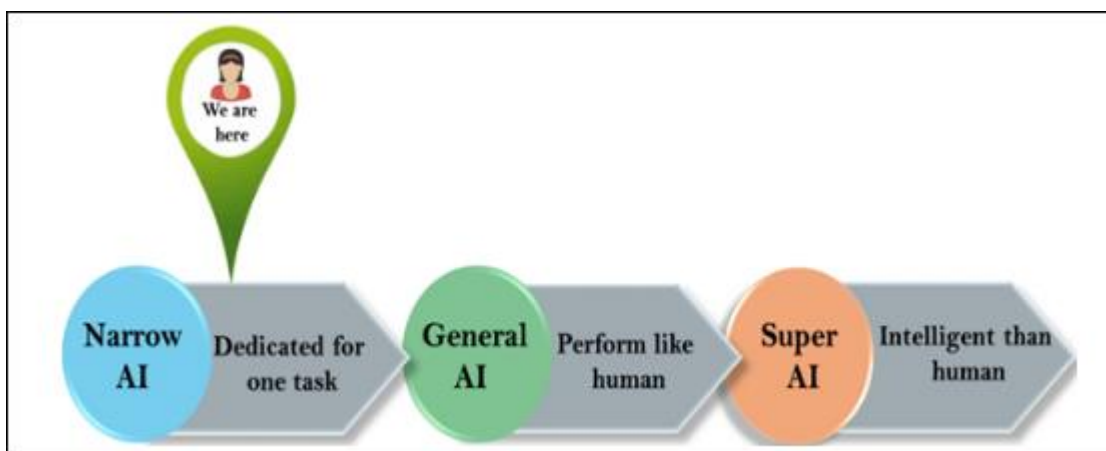 We are
here
Narrow
AI
Dedicated for
one task
General
AI
Perform like
human
Super
AI
Intelligent than
human